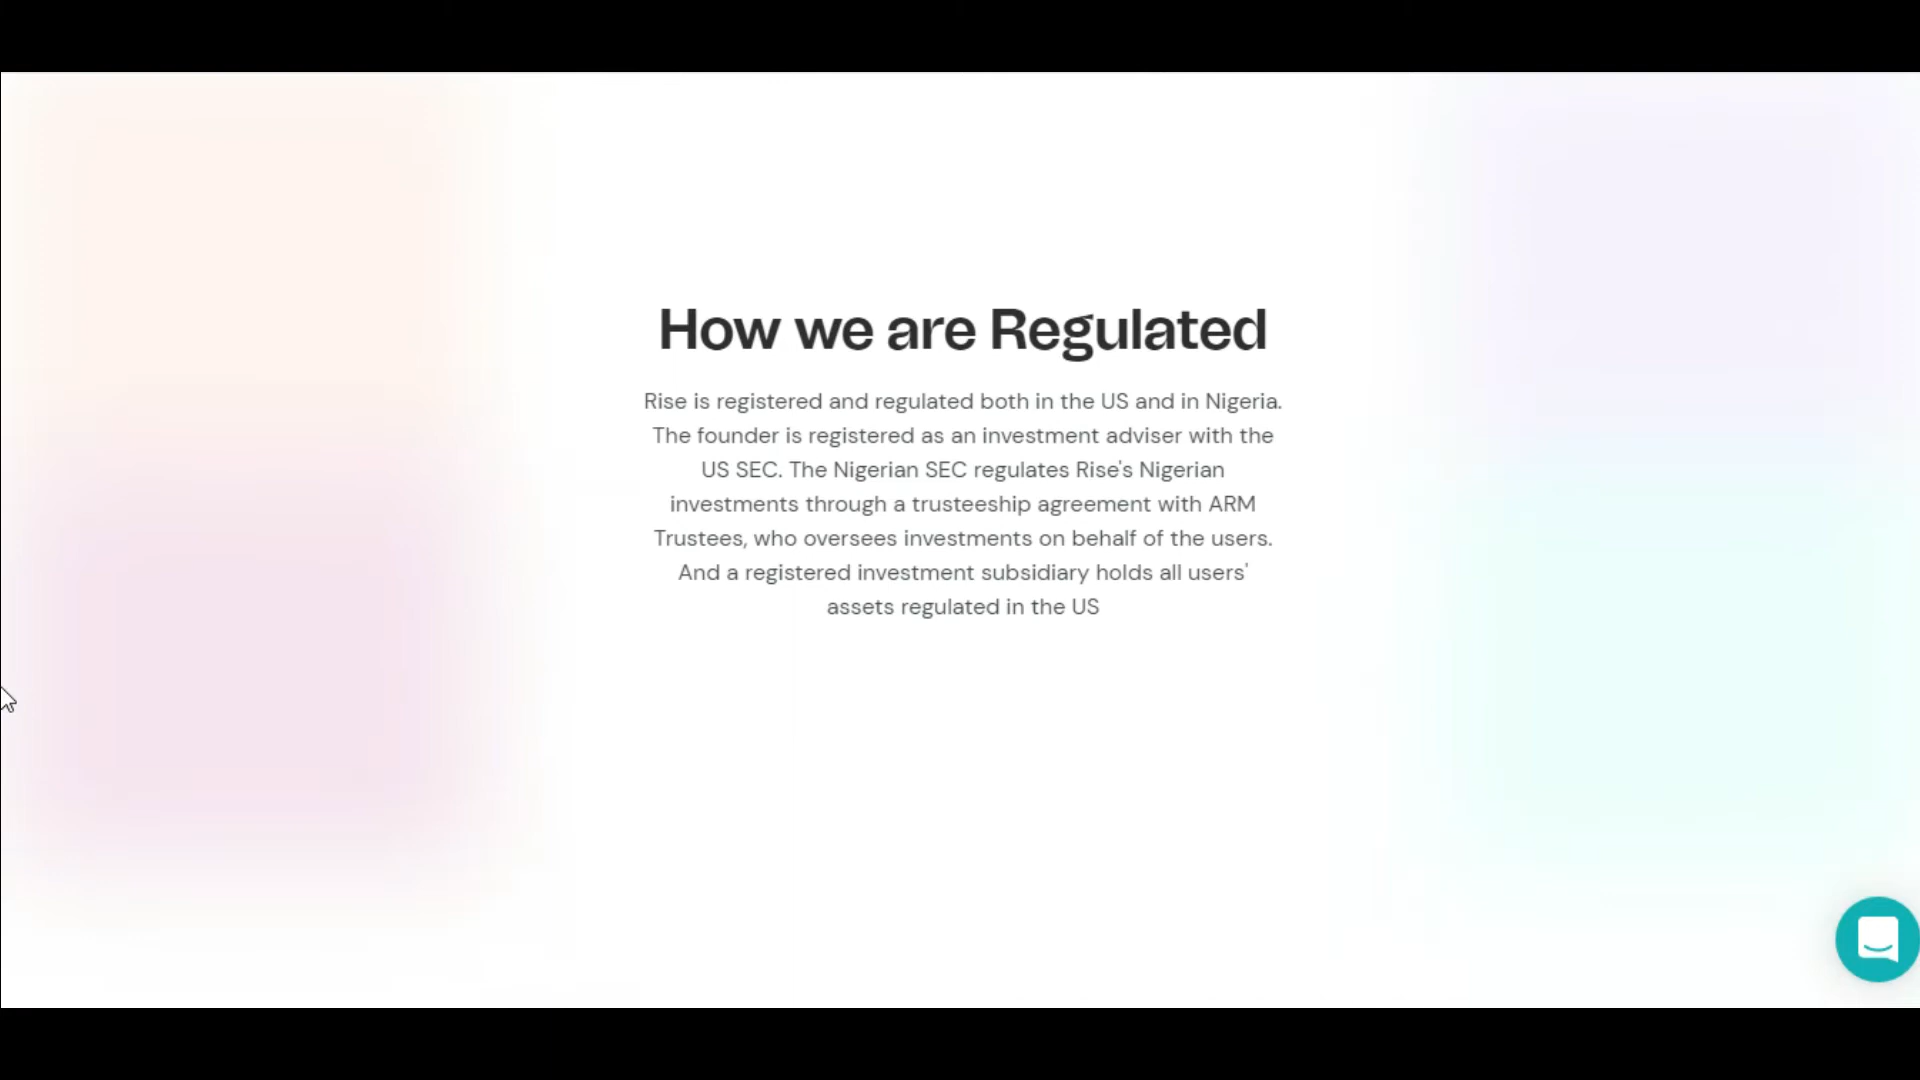 How we are Regulated
Rise is registered and regulated both in the US and in Nigeria.
The founder is registered as an investment adviser with the
US SEC. The Nigerian SEC regulates Rise's Nigerian
investments through a trusteeship agreement with ARM
Trustees, who oversees investments on behalf of the users.
And a registered investment subsidiary holds all users'
assets regulated in the US